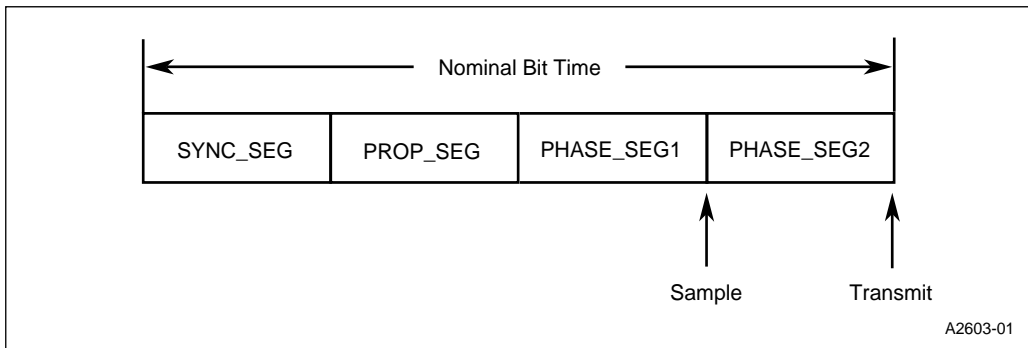 Nominal Bit Time
SYNC_SEG PROP_SEG PHASE_SEG1 PHASE_SEG2
Sample Transmit
A2603-01